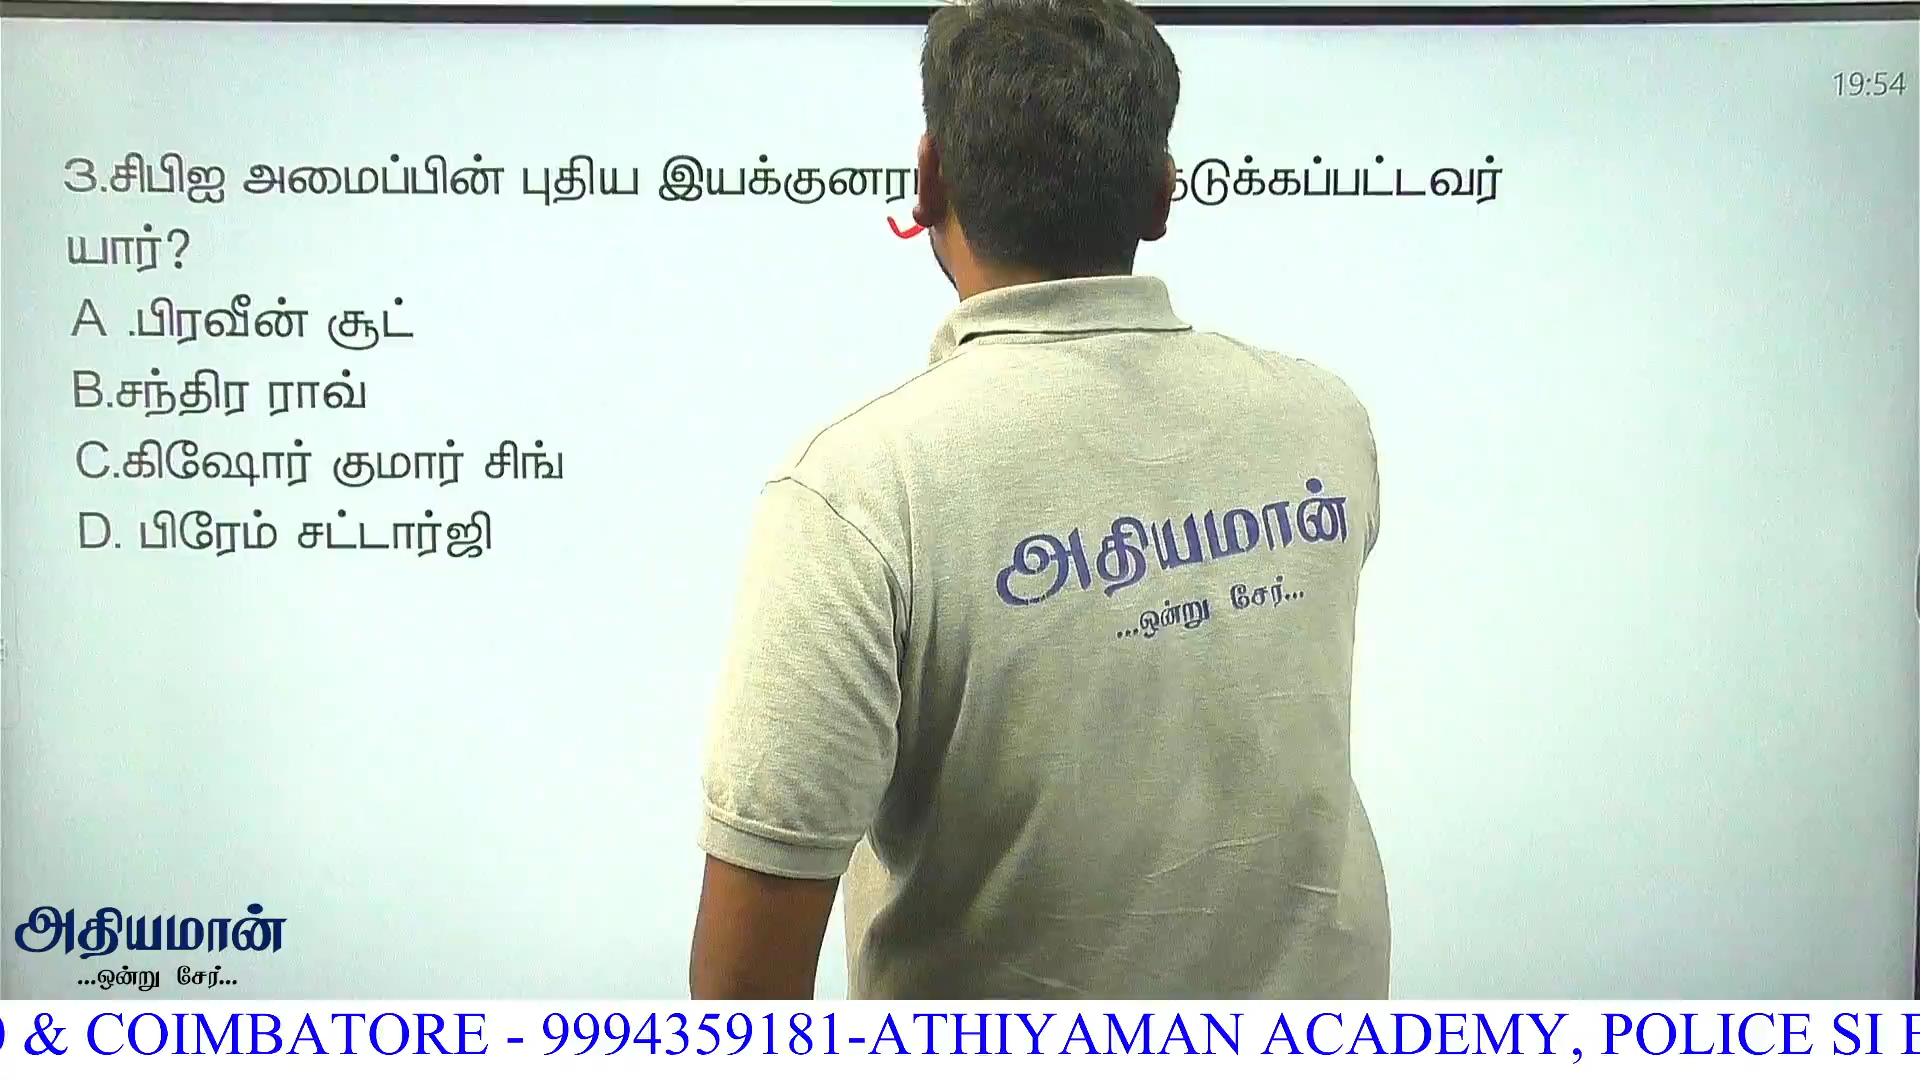 19:54
3.சிபிஐ அமைப்பின் புதிய இயக்குனரா டுக்கப்பட்டவர்
யார்?
A .பிரவீன் சூட்
B.சந்திர ராவ்
C.கிஷோர் குமார் சிங்
D. பிரேம் சட்டார்ஜி
அதியமான்
...ஒன்று சேர்...
அதியமான்
...ஒன்று சேர்...
& COIMBATORE - 9994359181-ATHIYAMAN ACADEMY, POLICE SI